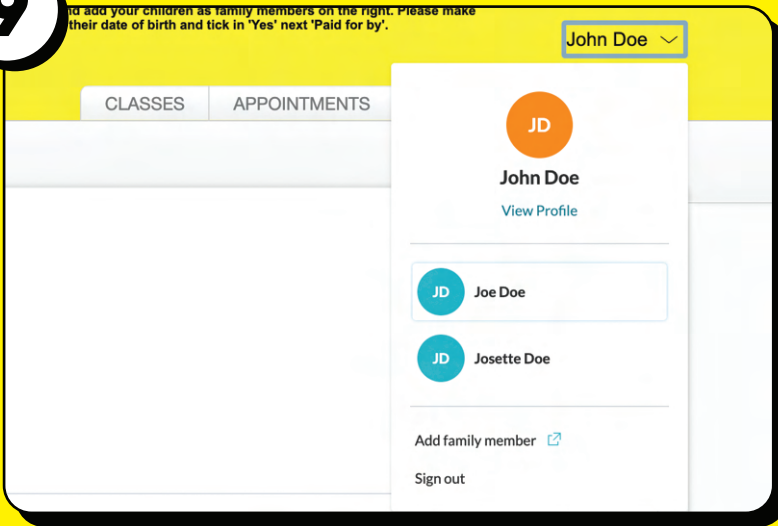 9
nd add your children as family members on the right. Please make
their date of birth and tick in 'Yes' next 'Paid for by'.
John Doe
CLASSES
APPOINTMENTS
JD
John Doe
View Profile
JD
Joe Doe
JD
Josette Doe
Add family member
Sign out